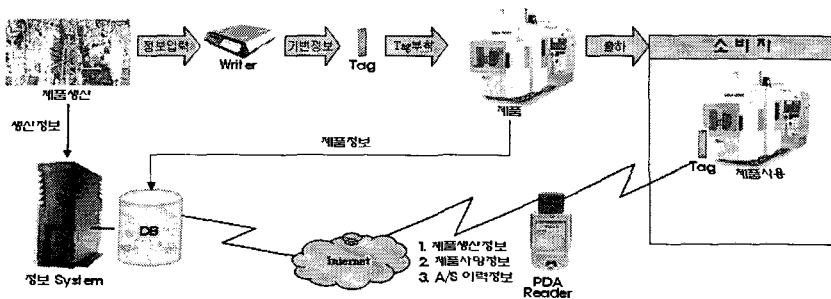 정보입력
Writer
가변정보
Tag
Tag부착
제품
출하
소비자
제품생산
생산정보
제품정보
Tag
제품사용
DB
정보 System
Internet
1. 제품생산정보
2. 제품사양정보
3. A/S 이력정보
PDA
Reader